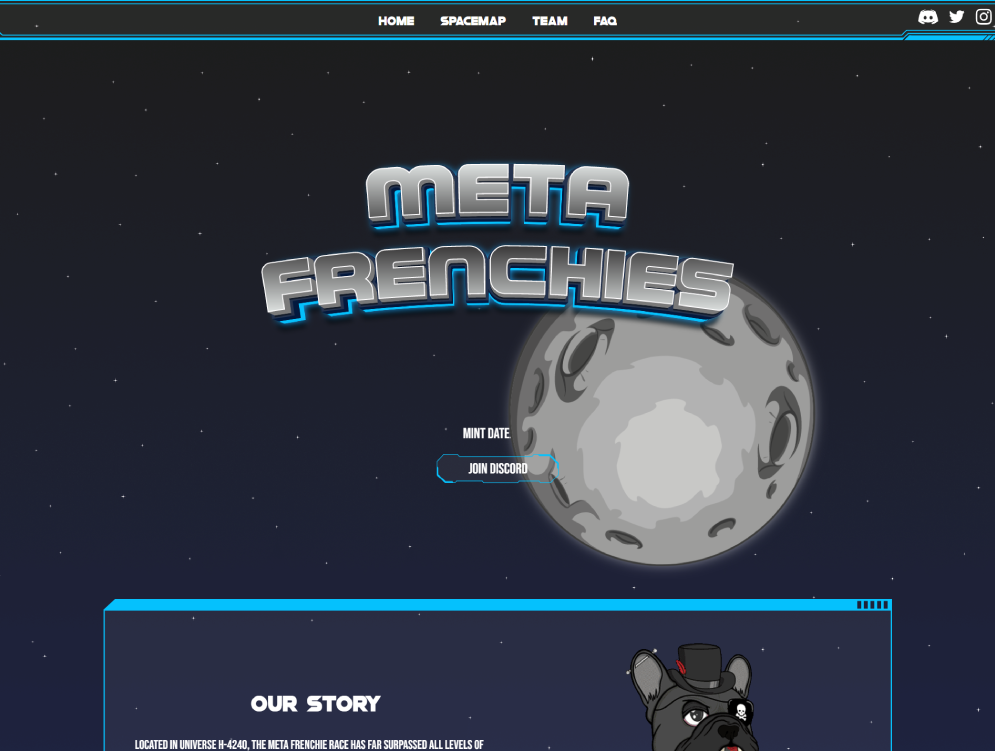 HOME SPACEMAP TEAM FAQ
META
FRENCHIES
MINT DATE
JOIN DISCORD
OUR STORY
LOCATED IN UNIVERSE H-4240, THE META FRENCHIE RACE HAS FAR SURPASSED ALL LEVELS OF